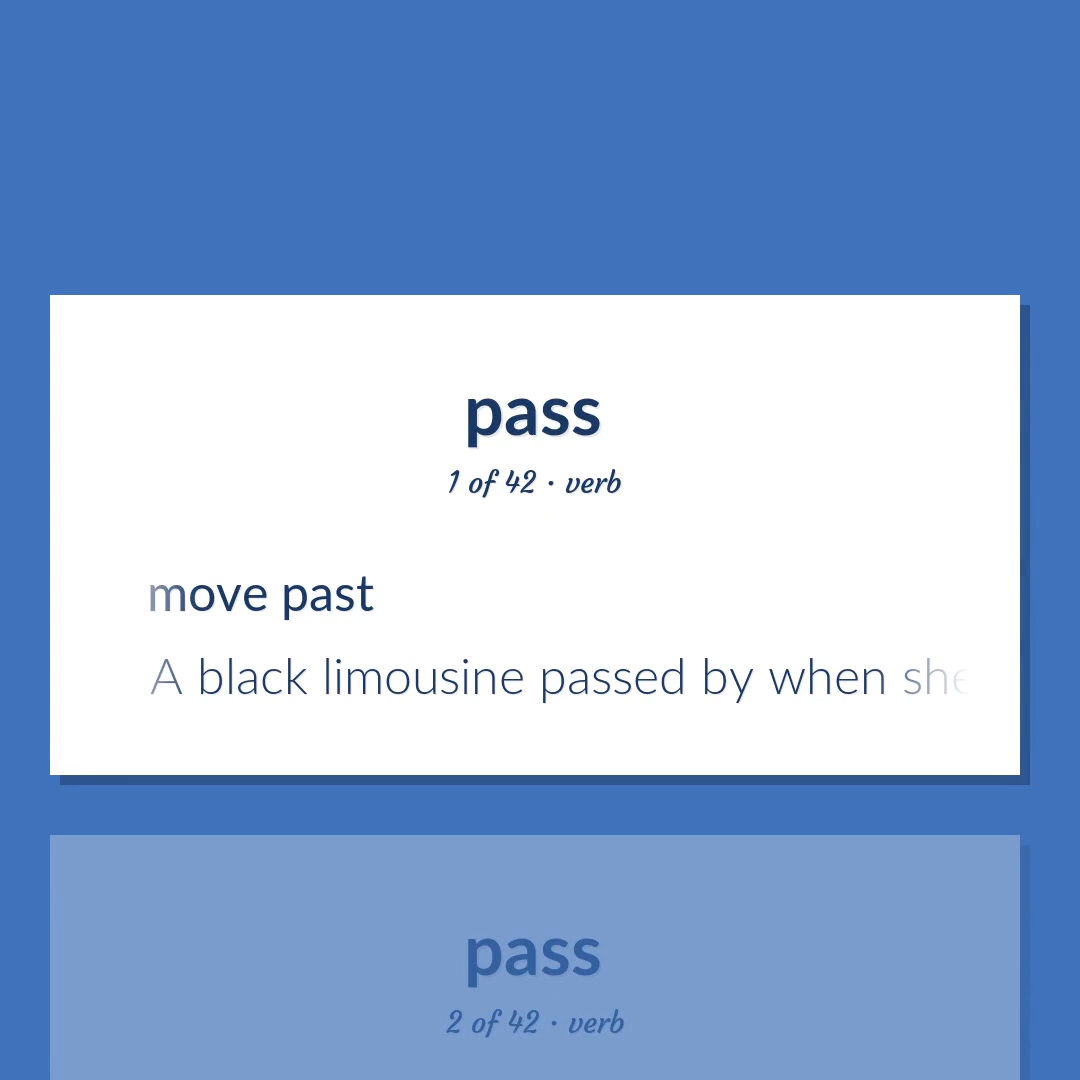 pass
1 of 42 · verb
move past
A black limousine passed by when she
pass
2 of 42 · verb